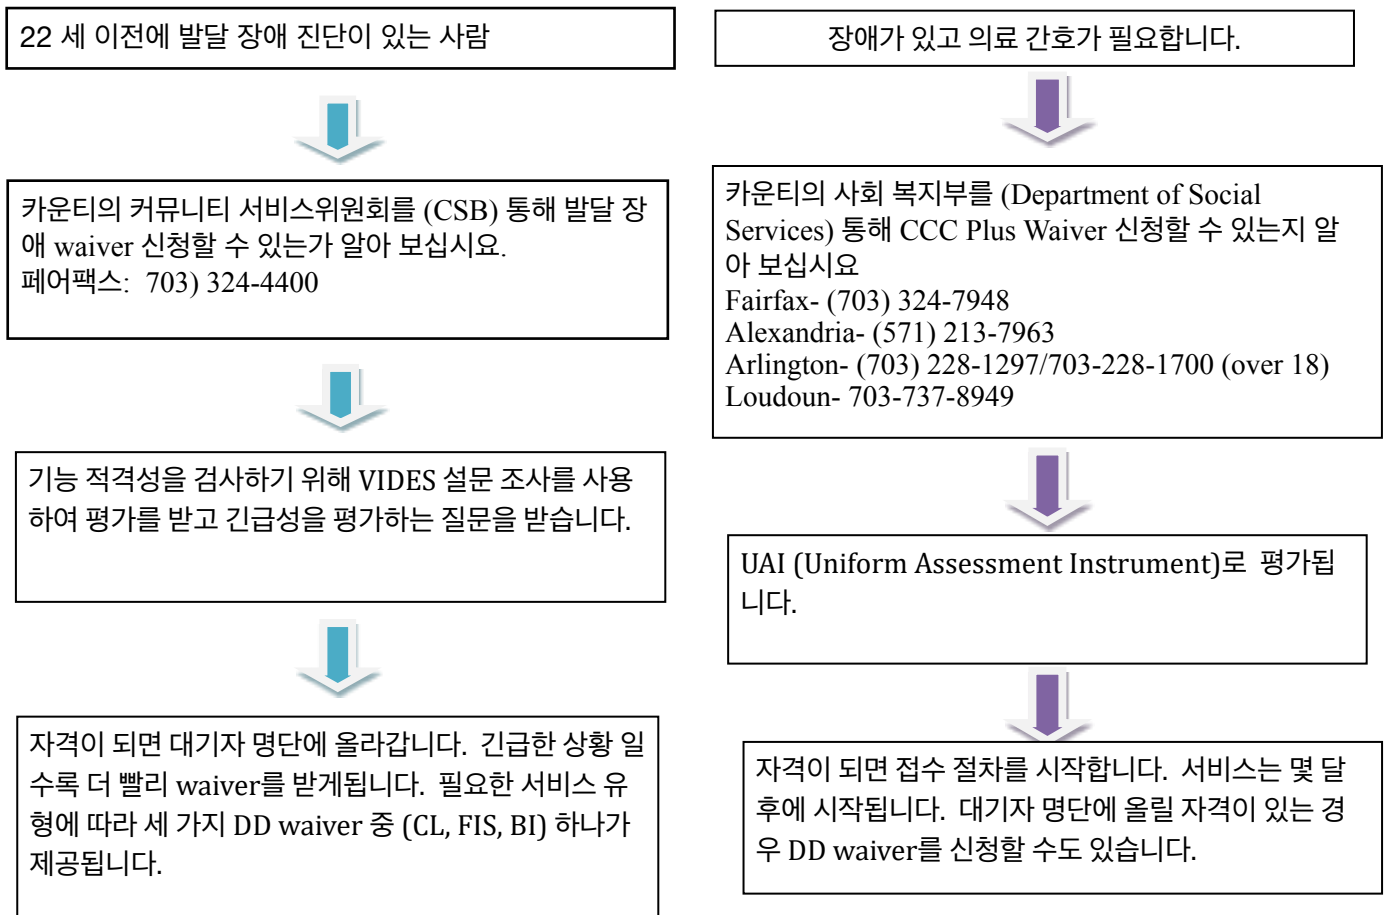 22 세 이전에 발달 장애 진단이 있는 사람
카운티의 커뮤니티 서비스위원회를 (CSB) 통해 발달 장
애 waiver 신청할 수 있는가 알아 보십시요.
페어팩스: 703) 324-4400
기능 적격성을 검사하기 위해 VIDES 설문 조사를 사용
하여 평가를 받고 긴급성을 평가하는 질문을 받습니다.
자격이 되면 대기자 명단에 올라갑니다. 긴급한 상황 일
수록 더 빨리 waiver를 받게됩니다. 필요한 서비스 유
형에 따라 세 가지 DD waiver 중 (CL, FIS, BI) 하나가
제공됩니다.
장애가 있고 의료 간호가 필요합니다.
카운티의 사회 복지부를 (Department of Social
Services) 통해 CCC Plus Waiver 신청할 수 있는지 알
아 보십시요
Fairfax- (703) 324-7948
Alexandria- (571) 213-7963
Arlington- (703) 228-1297/703-228-1700 (over 18)
Loudoun- 703-737-8949
UAI (Uniform Assessment Instrument)로 평가됩
니다.
자격이 되면 접수 절차를 시작합니다. 서비스는 몇 달
후에 시작됩니다. 대기자 명단에 올릴 자격이 있는 경
우 DD waiver를 신청할 수도 있습니다.